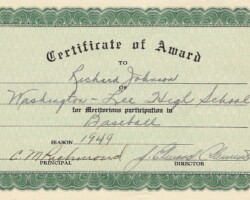 Certificate of Award
TO
Richard Johnson
OF
Washington-Lee High School
for Meritorious participation in
Baseball
SEASON 1949
C M
J.
PRINCIPAL
DIRECTOR